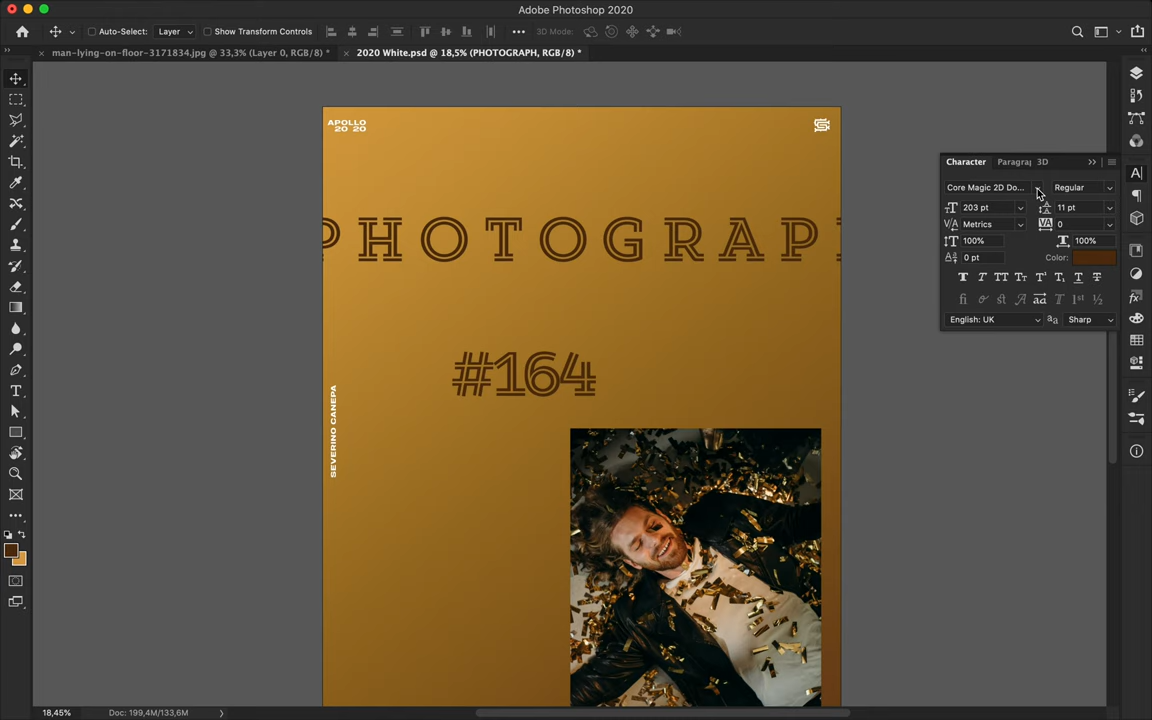 Adobe Photoshop 2020
Auto-Select: Layer Show Transform Controls 3D Mode:
man-lying-on-floor-3171834.jpg @ 33,3% (Layer 0, RGB/8) *
2020 White.psd @ 18,5% (PHOTOGRAPH, RGB/8) *
APOLLO
20 20
PHOTOGRAPH
#164
SEVERINO CANEPA
Character Paragraj 3D
Core Magic 2D Do... Regular
203 pt 11 pt
Metrics 0
100% 100%
0 pt Color:
English: UK Sharp
18,45% Doc: 199,4M/133,6M